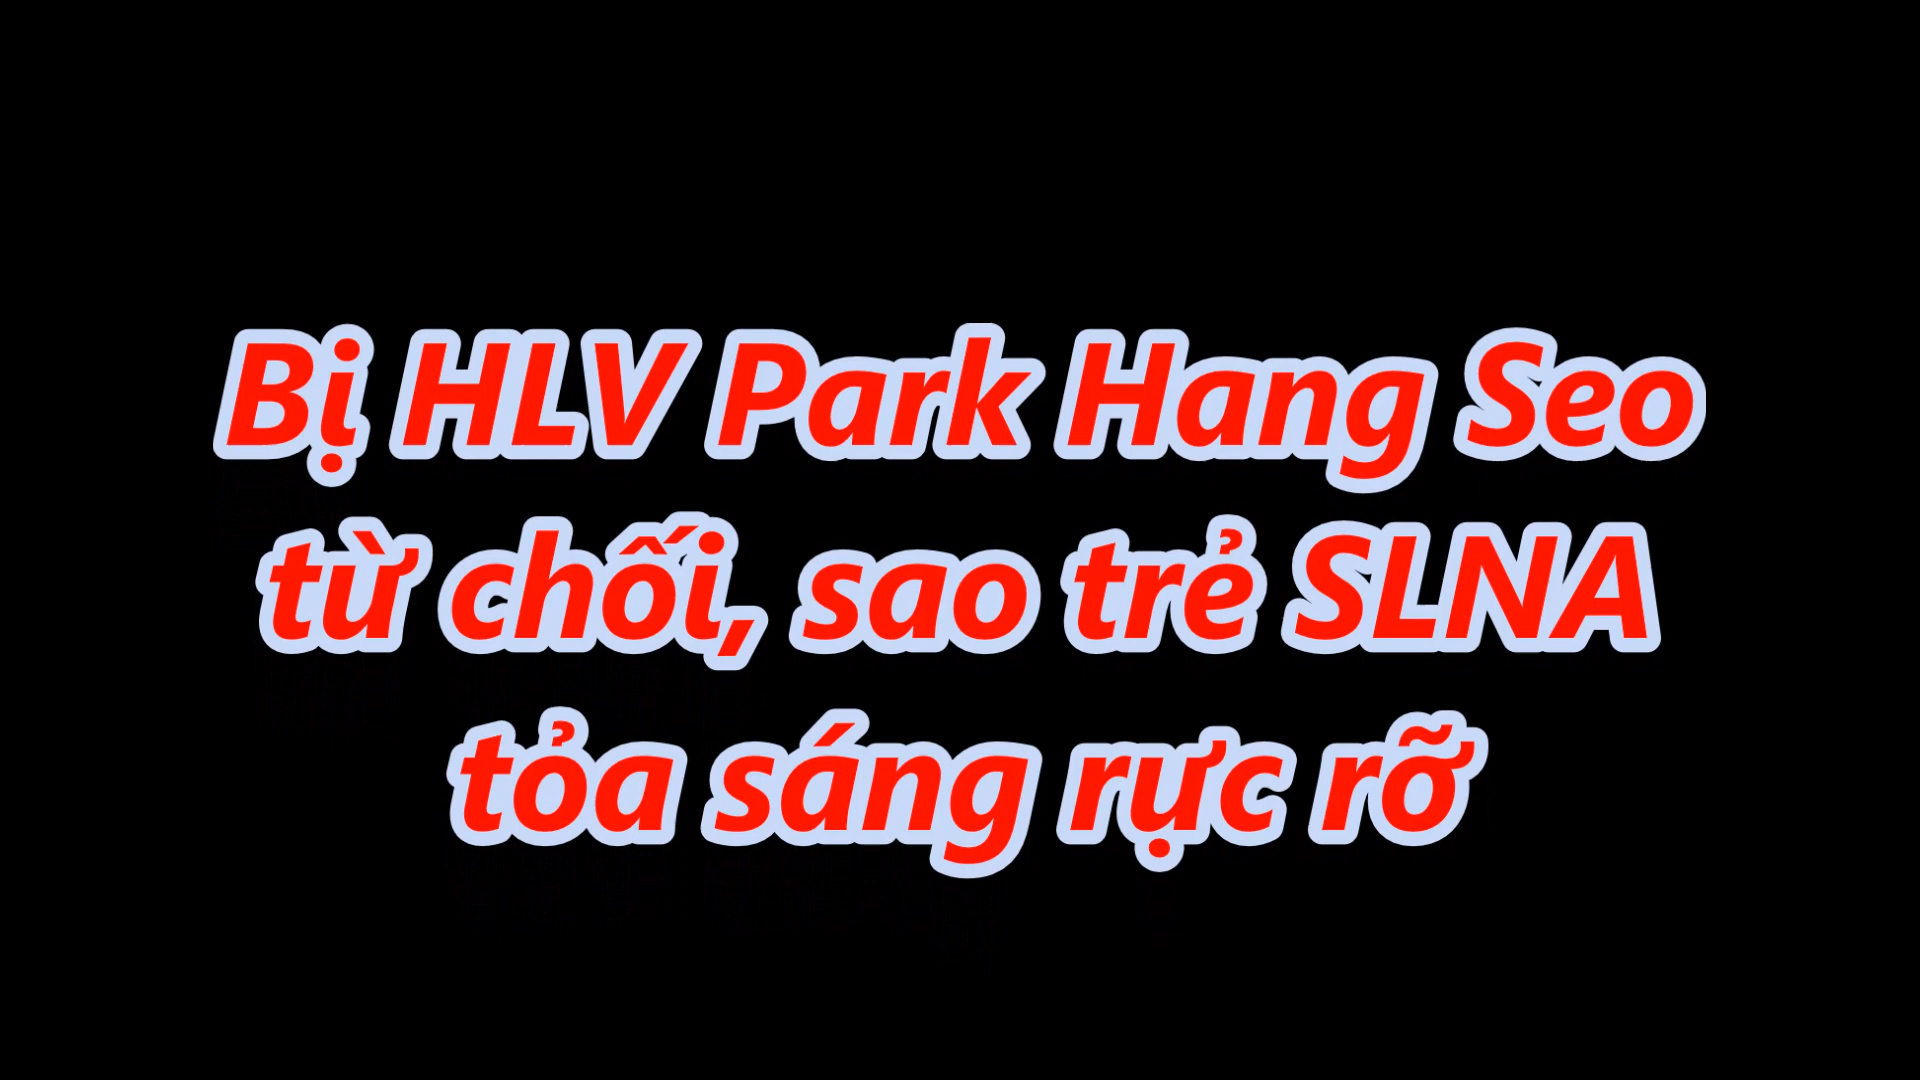 Bị HLV Park Hang Seo
từ chối, sao trẻ SLNA
tỏa sáng rực rỡ